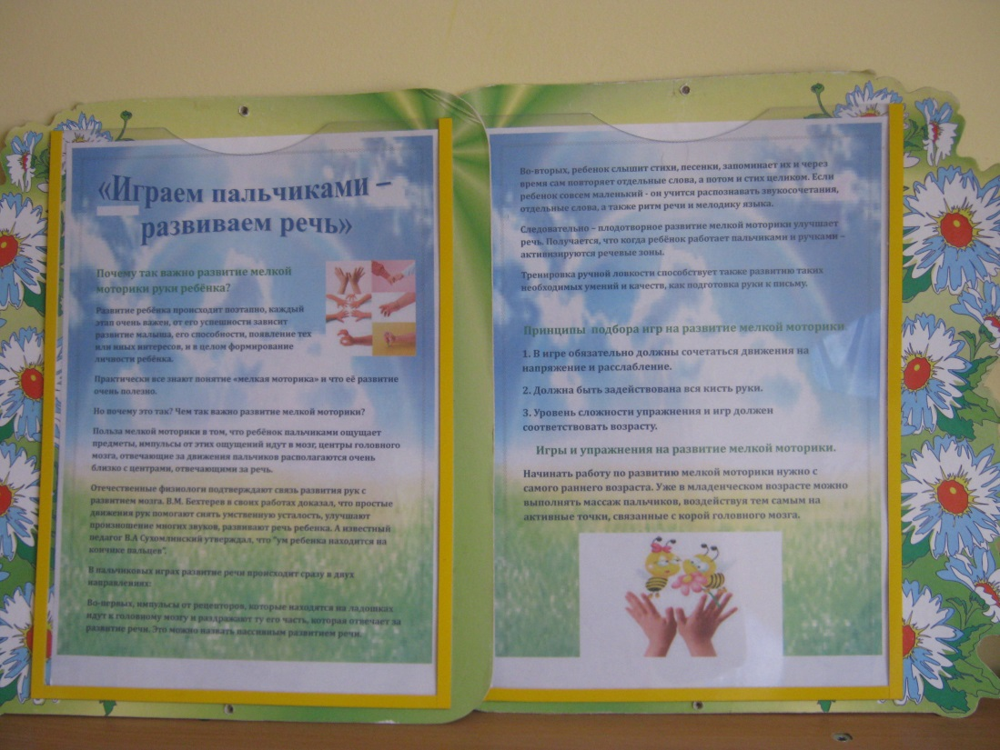 «Играем пальчиками –
развиваем речь»
Почему так важно развитие мелкой
моторики руки ребёнка?
Развитие ребёнка происходит поэтапно, каждый
этап очень важен, от его успешности зависит
развитие малыша, его способности, появление тех
или иных интересов, и в целом формирование
личности ребёнка.
Практически все знают понятие «мелкая моторика» и что её развитие
очень полезно.
Но почему это так? Чем так важно развитие мелкой моторики?
Польза мелкой моторики в том, что ребёнок пальчиками ощущает
предметы, импульсы от этих ощущений идут в мозг, центры головного
мозга, отвечающие за движения пальчиков располагаются очень
близко с центрами, отвечающими за речь.
Отечественные физиологи подтверждают связь развития рук с
развитием мозга. В.М. Бехтерев в своих работах доказал, что простые
движения рук помогают снять умственную усталость, улучшают
произношение многих звуков, развивают речь ребенка. А известный
педагог В.А Сухомлинский утверждал, что "ум ребенка находится на
кончике пальцев".
В пальчиковых играх развитие речи происходит сразу в двух
направлениях:
Во-первых, импульсы от рецепторов, которые находятся на ладошках
идут к головному мозгу и раздражают ту его часть, которая отвечает за
развитие речи. Это можно назвать пассивным развитием речи.
Во-вторых, ребенок слышит стихи, песенки, запоминает их и через
время сам повторяет отдельные слова, а потом и стих целиком. Если
ребенок совсем маленький - он учится распознавать звукосочетания,
отдельные слова, а также ритм речи и мелодику языка.
Следовательно – плодотворное развитие мелкой моторики улучшает
речь. Получается, что когда ребёнок работает пальчиками и ручками –
активизируются речевые зоны.
Тренировка ручной ловкости способствует также развитию таких
необходимых умений и качеств, как подготовка руки к письму.
Принципы подбора игр на развитие мелкой моторики.
1. В игре обязательно должны сочетаться движения на
напряжение и расслабление.
2. Должна быть задействована вся кисть руки.
3. Уровень сложности упражнения и игр должен
соответствовать возрасту.
Игры и упражнения на развитие мелкой моторики.
Начинать работу по развитию мелкой моторики нужно с
самого раннего возраста. Уже в младенческом возрасте можно
выполнять массаж пальчиков, воздействуя тем самым на
активные точки, связанные с корой головного мозга.